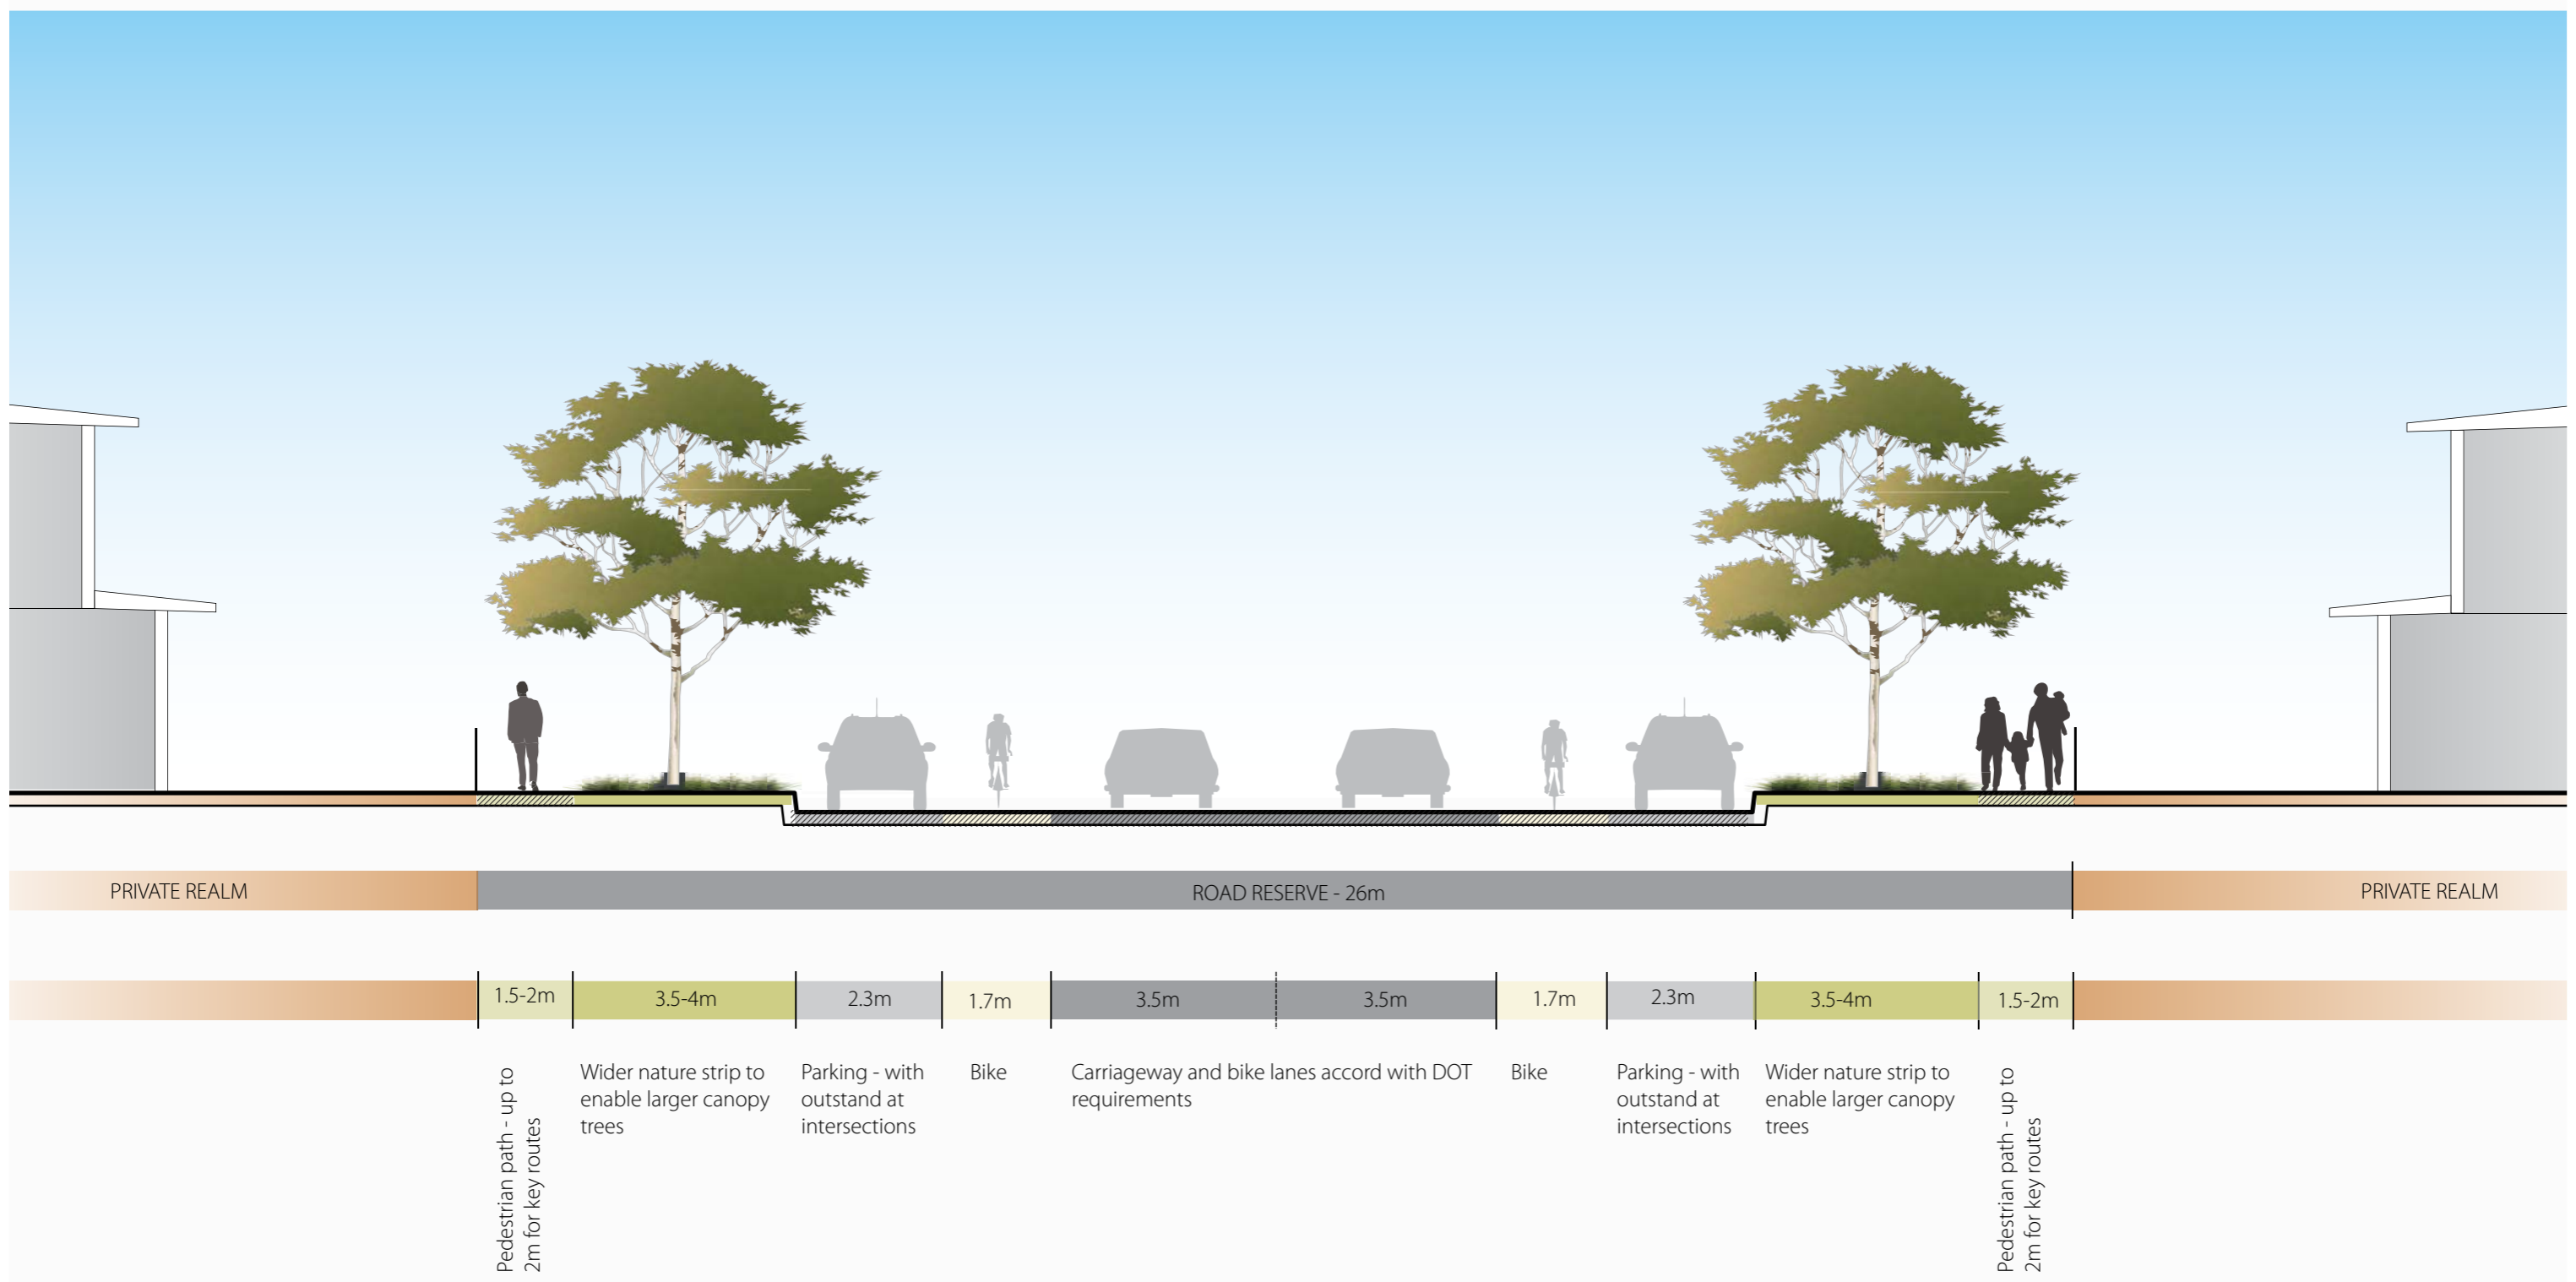 PRIVATE REALM
ROAD RESERVE - 26m
PRIVATE REALM
1.5-2m
3.5-4m
2.3m
1.7m
3.5m
3.5m
1.7m
2.3m
3.5-4m
1.5-2m
Pedestrian path - up to
2m for key routes
Wider nature strip to
enable larger canopy
trees
Parking - with
outstand at
intersections
Bike
Carriageway and bike lanes accord with DOT
requirements
Bike
Parking - with
outstand at
intersections
Wider nature strip to
enable larger canopy
trees
Pedestrian path - up to
2m for key routes